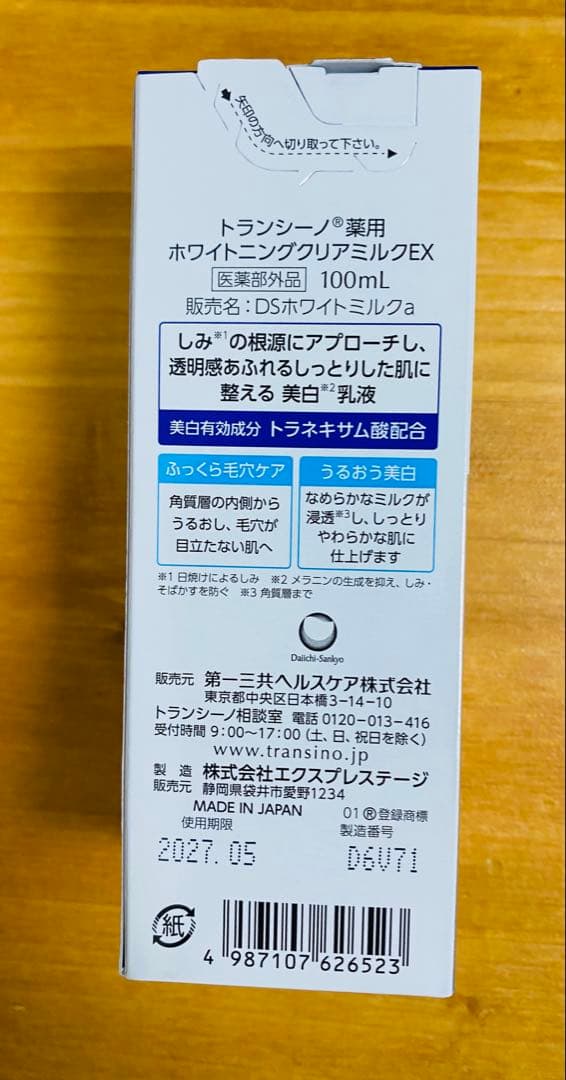 矢印の方向へ切り取って下さい。
トランシーノ®薬用
ホワイトニングクリアミルクEX
医薬部外品 100mL
販売名：DSホワイトミルクa
しみ※1の根源にアプローチし、
透明感あふれるしっとりした肌に
整える 美白※2乳液
美白有効成分 トラネキサム酸配合
ふっくら毛穴ケア
角質層の内側から
うるおし、毛穴が
目立たない肌へ
うるおう美白
なめらかなミルクが
浸透※3し、しっとり
やわらかな肌に
仕上げます
※1 日焼けによるしみ ※2 メラニンの生成を抑え、しみ・
そばかすを防ぐ ※3 角質層まで
Daiichi-Sankyo
販売元 第一三共ヘルスケア株式会社
東京都中央区日本橋3-14-10
トランシーノ相談室 電話 0120-013-416
受付時間 9：00〜17：00（土、日、祝日を除く）
www.transino.jp
製造販売元 株式会社エクスプレステージ
静岡県袋井市愛野1234
MADE IN JAPAN 01 ®登録商標
使用期限 製造番号
2027.05 D6V71
紙
4 987107 626523